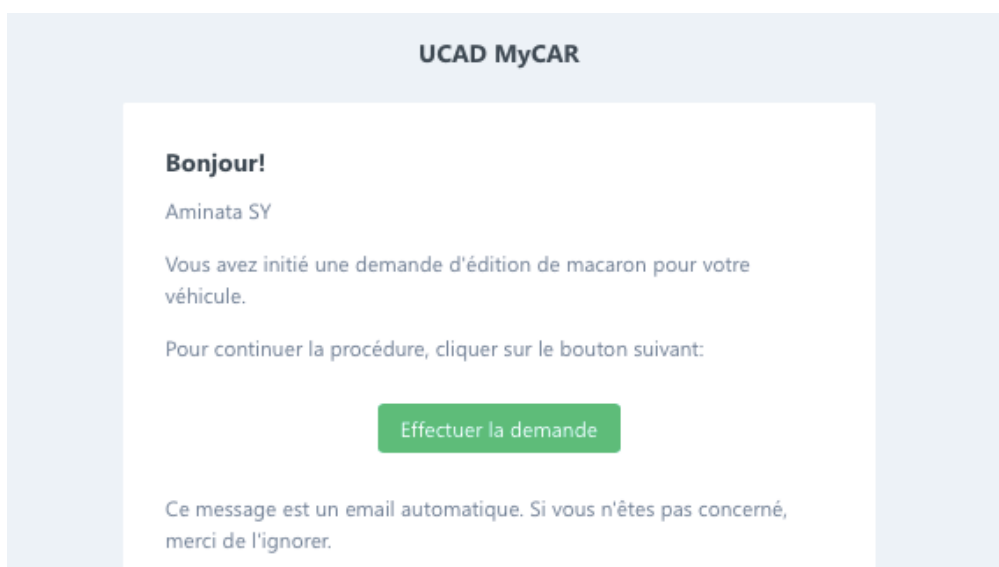 UCAD MyCAR
Bonjour!
Aminata SY
Vous avez initié une demande d'édition de macaron pour votre
véhicule.
Pour continuer la procédure, cliquer sur le bouton suivant:
Effectuer la demande
Ce message est un email automatique. Si vous n'êtes pas concerné,
merci de l'ignorer.